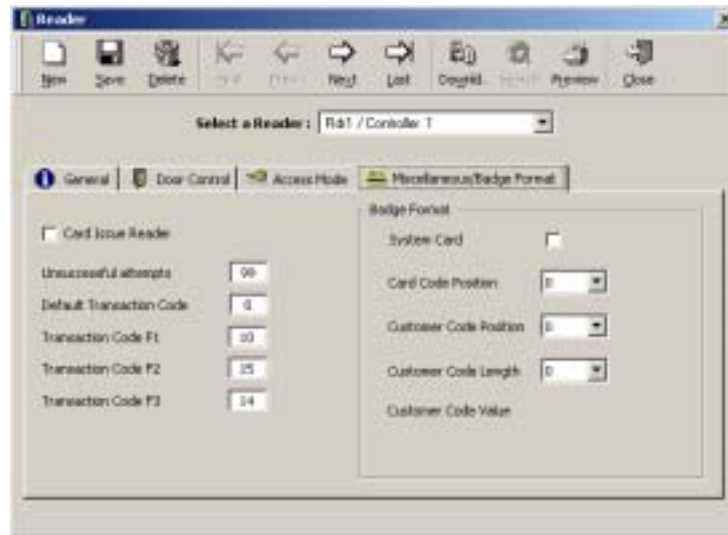 Reader
New Save Delete Next Last Preview Close
Select a Reader : Rdr1 / Controller 1
General Door Control Access Mode Miscellaneous/Badge Format
Card Issue Reader
Unsuccessful attempts 99
Default Transaction Code 0
Transaction Code F1 10
Transaction Code F2 15
Transaction Code F3 14
Badge Format
System Card
Card Code Position 0
Customer Code Position 0
Customer Code Length 0
Customer Code Value